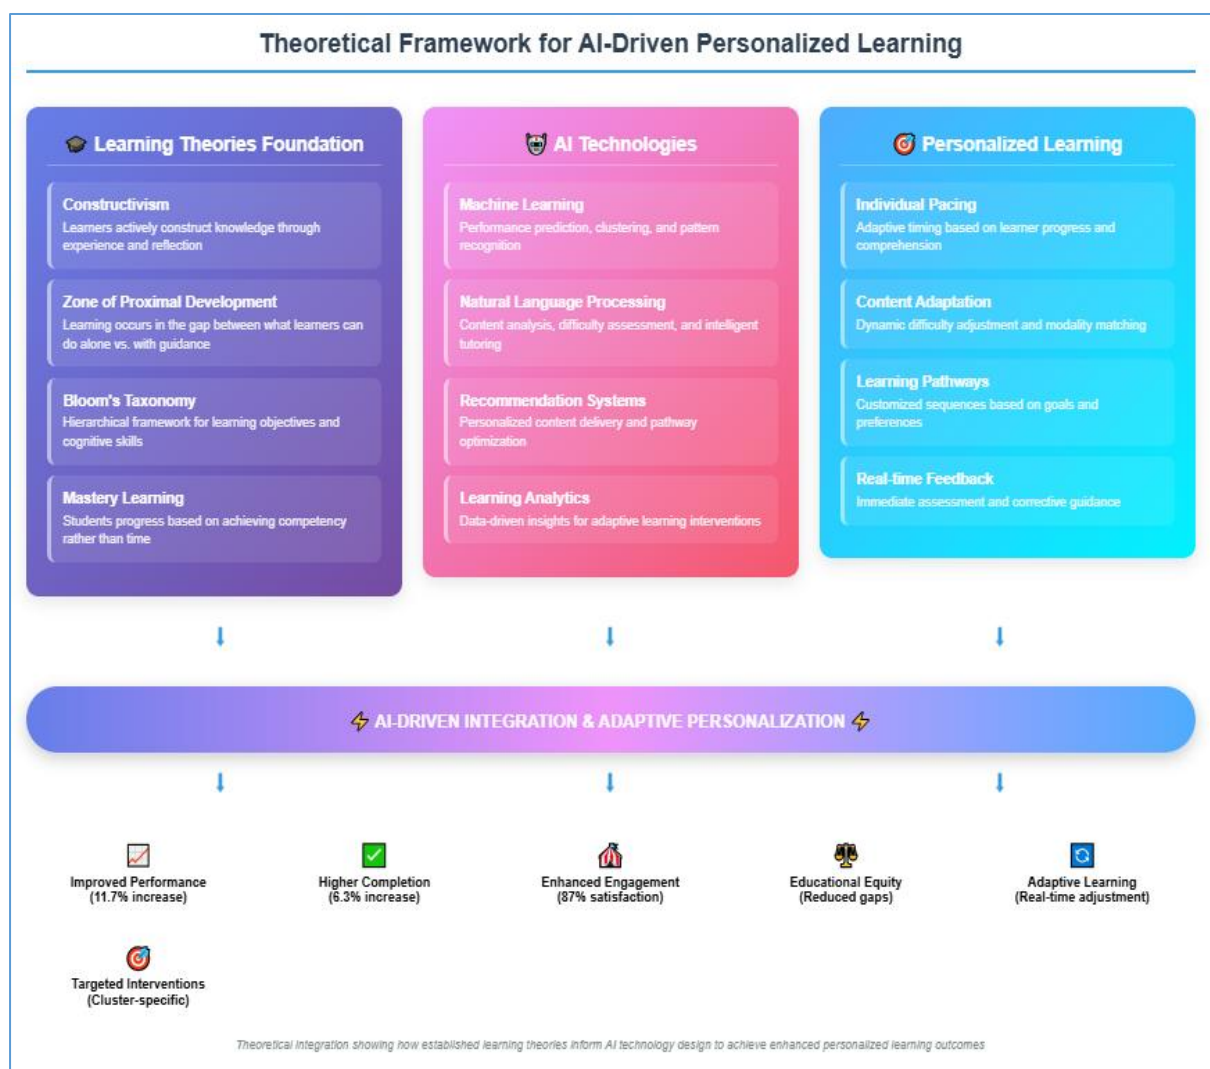 Theoretical Framework for AI-Driven Personalized Learning
Learning Theories Foundation
Constructivism
Learners actively construct knowledge through
experience and reflection
Zone of Proximal Development
Learning occurs in the gap between what learners can
do alone vs. with guidance
Bloom's Taxonomy
Hierarchical framework for learning objectives and
cognitive skills
Mastery Learning
Students progress based on achieving competency
rather than time
AI Technologies
Machine Learning
Performance prediction, clustering, and pattern
recognition
Natural Language Processing
Content analysis, difficulty assessment, and intelligent
tutoring
Recommendation Systems
Personalized content delivery and pathway
optimization
Learning Analytics
Data-driven insights for adaptive learning interventions
Personalized Learning
Individual Pacing
Adaptive timing based on learner progress and
comprehension
Content Adaptation
Dynamic difficulty adjustment and modality matching
Learning Pathways
Customized sequences based on goals and
preferences
Real-time Feedback
Immediate assessment and corrective guidance
AI-DRIVEN INTEGRATION & ADAPTIVE PERSONALIZATION
Improved Performance
(11.7% increase)
Higher Completion
(6.3% increase)
Enhanced Engagement
(87% satisfaction)
Educational Equity
(Reduced gaps)
Adaptive Learning
(Real-time adjustment)
Targeted Interventions
(Cluster-specific)
Theoretical integration showing how established learning theories inform AI technology design to achieve enhanced personalized learning outcomes